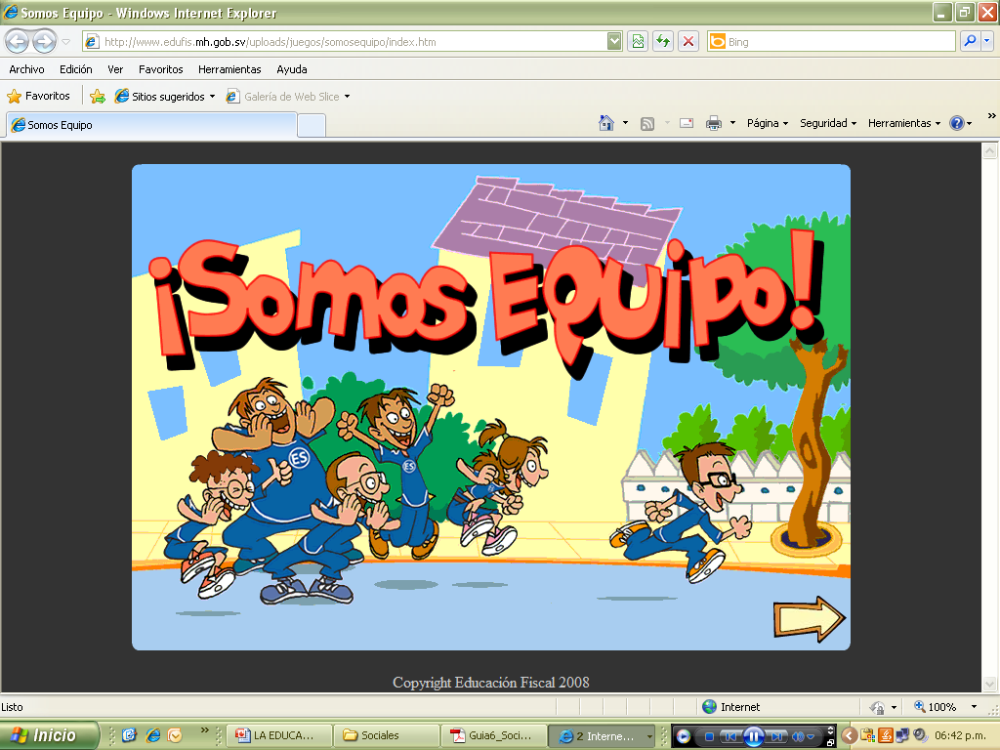 Somos Equipo - Windows Internet Explorer
http://www.edufis.mh.gob.sv/uploads/juegos/somosequipo/index.htm
Bing
Archivo Edición Ver Favoritos Herramientas Ayuda
Favoritos Sitios sugeridos Galería de Web Slice
Somos Equipo Página Seguridad Herramientas
¡Somos Equipo!
ES
ES
Copyright Educación Fiscal 2008
Listo Internet 100%
Inicio LA EDUCA... Sociales Guia6_Soci... 2 Interne... 06:42 p.m.